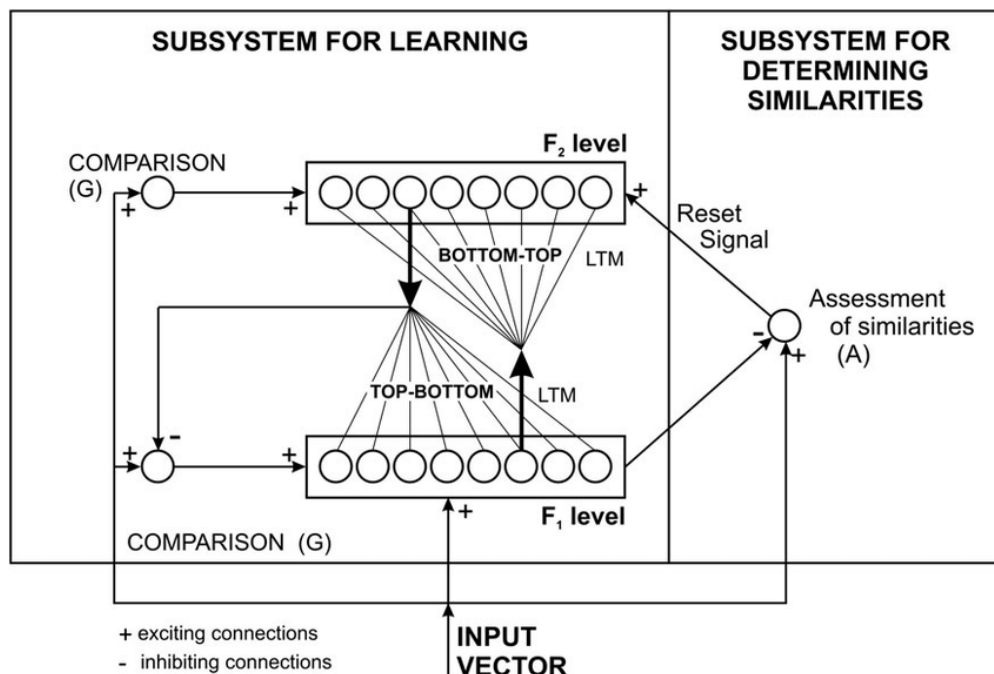 SUBSYSTEM FOR LEARNING
SUBSYSTEM FOR
DETERMINING
SIMILARITIES
F₂ level
COMPARISON
(G)
+
+
+
BOTTOM-TOP
LTM
Reset
Signal
Assessment
of similarities
(A)
-
+
TOP-BOTTOM
LTM
-
+
+
+
F₁ level
COMPARISON (G)
+ exciting connections
- inhibiting connections
INPUT
VECTOR